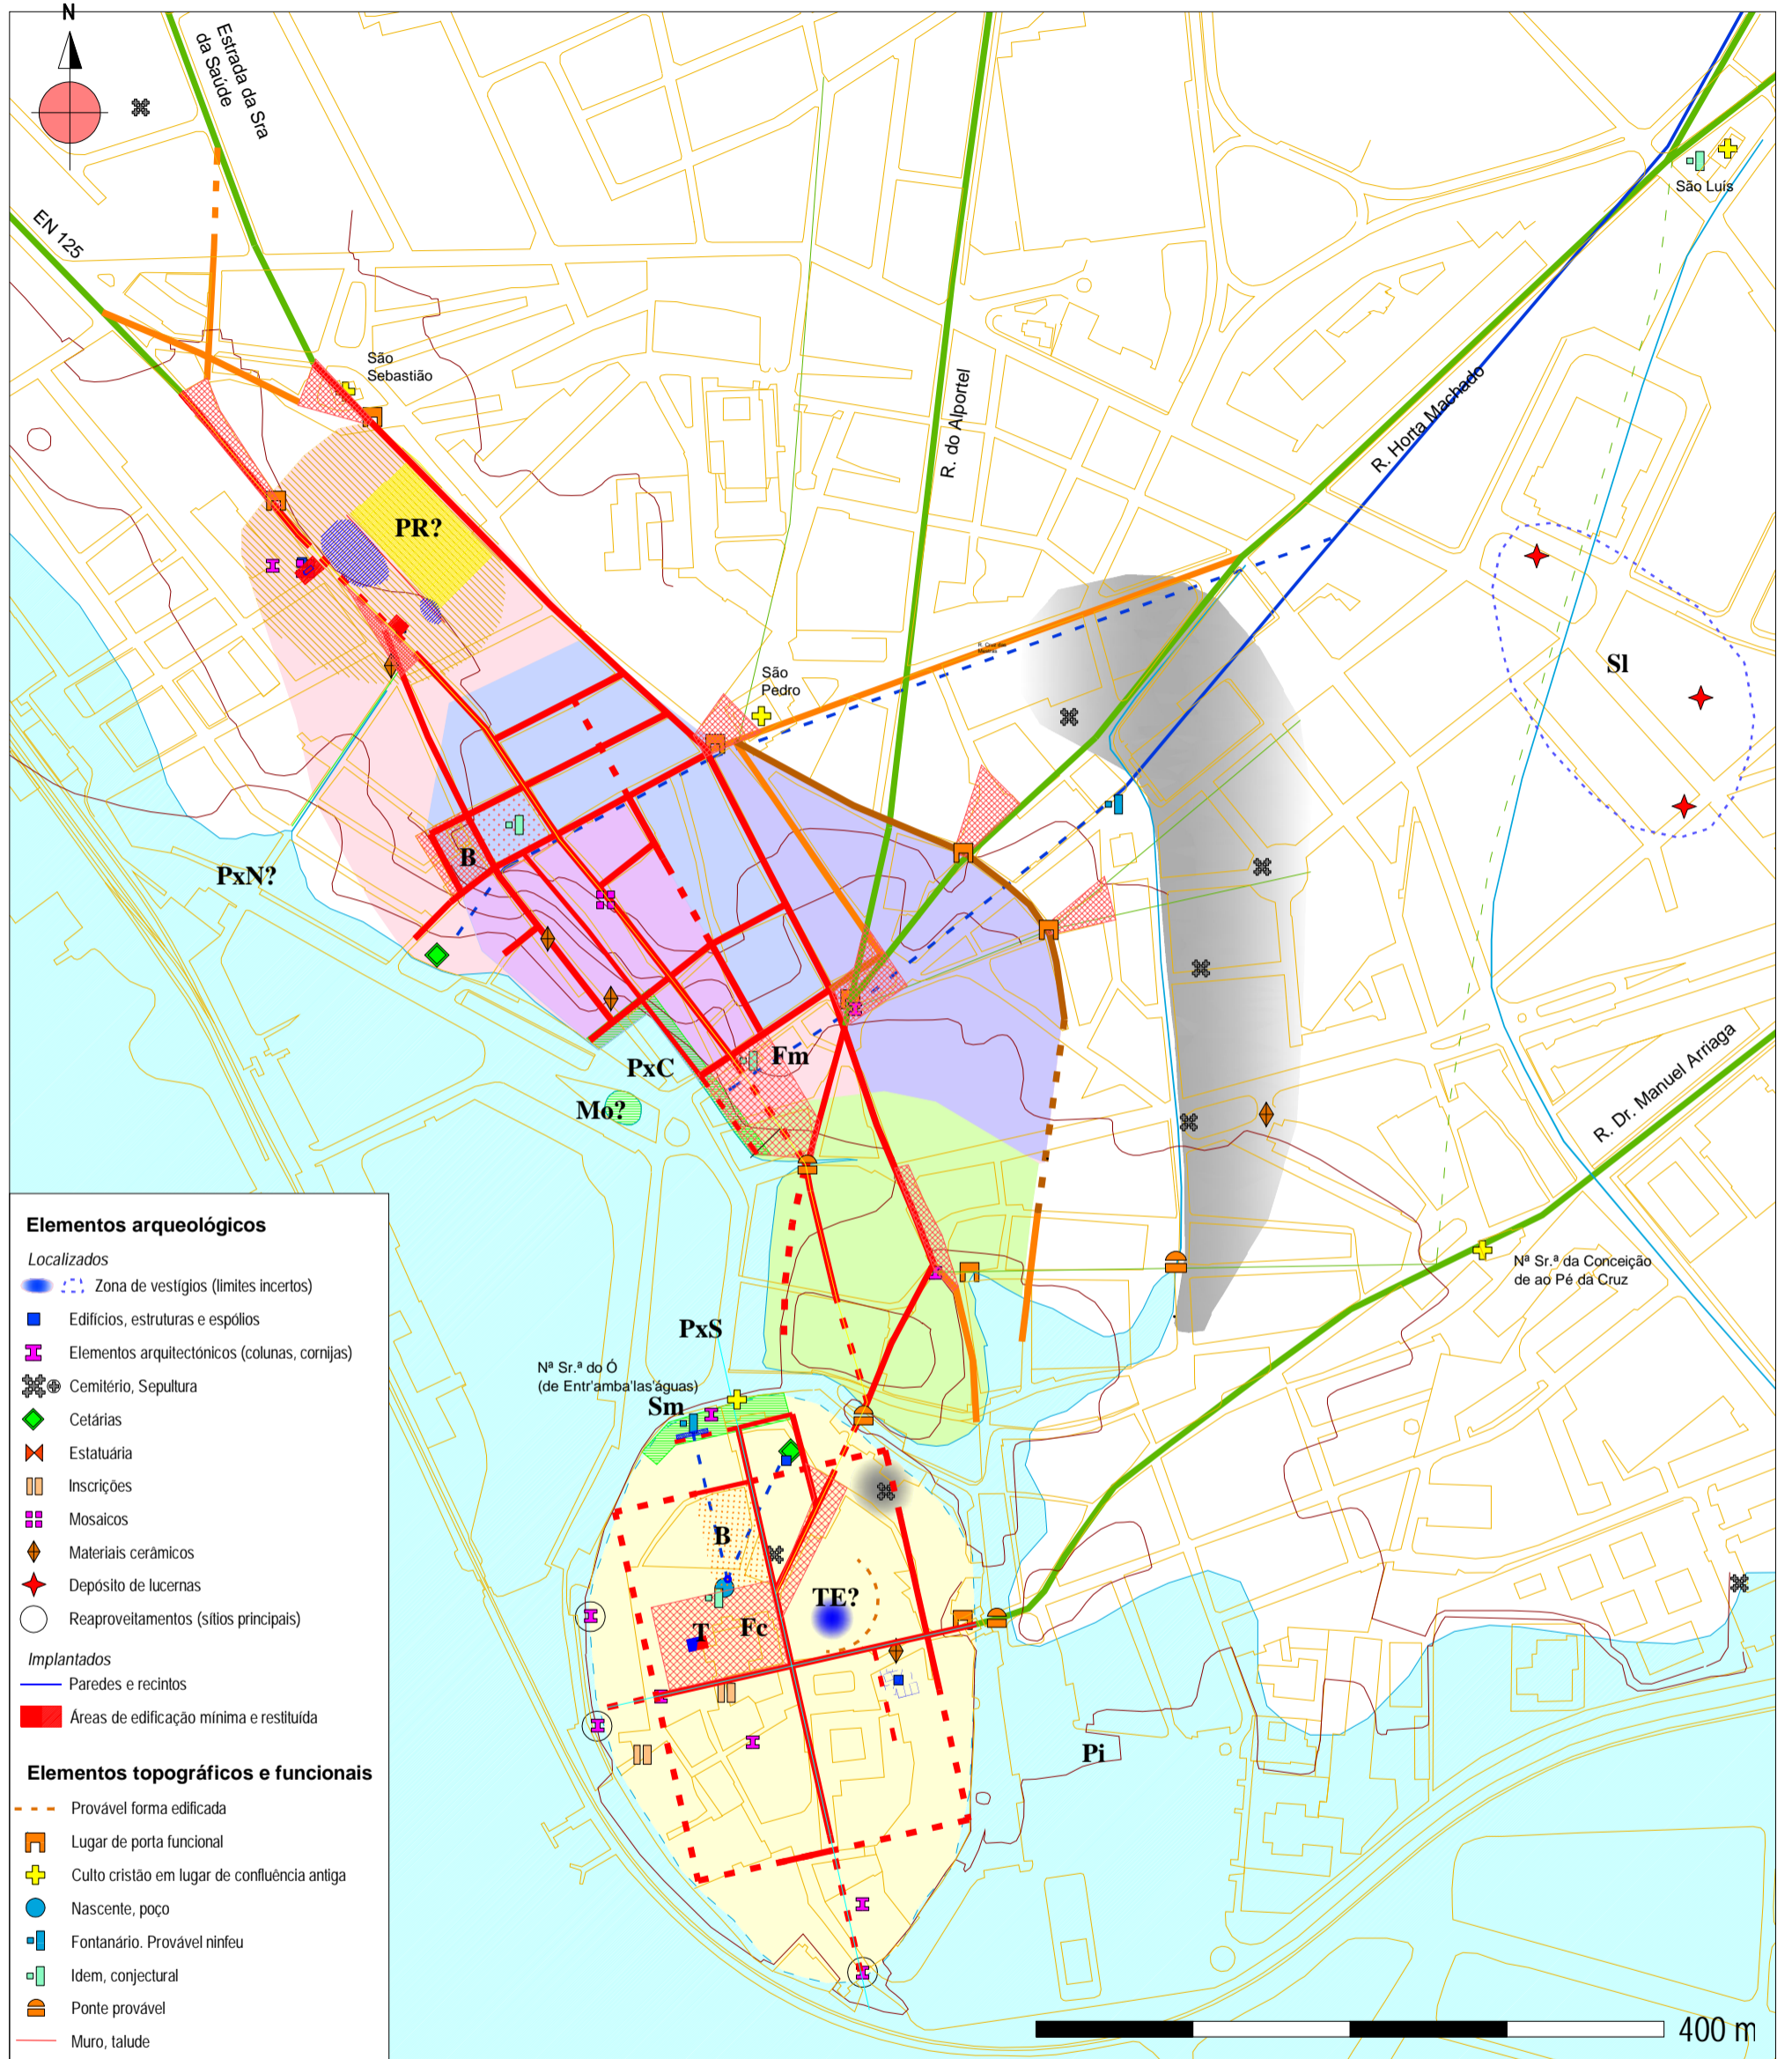 N
Estrada da Sra
da Saúde
EN 125
São Luís
São
Sebastião
R. do Alportel
R. Horta Machado
PR?
Sl
São
Pedro
B
PxN?
Fm
PxC
Mo?
R. Dr. Manuel Arriaga
Nª Sr.ª da Conceição
de ao Pé da Cruz
PxS
Nª Sr.ª do Ó
(de Entr'amba'las'águas)
Sm
B
TE?
T
Fc
Pi
400 m
Elementos arqueológicos
Localizados
Zona de vestígios (limites incertos)
Edifícios, estruturas e espólios
Elementos arquitectónicos (colunas, cornijas)
Cemitério, Sepultura
Cetárias
Estatuária
Inscrições
Mosaicos
Materiais cerâmicos
Depósito de lucernas
Reaproveitamentos (sítios principais)
Implantados
Paredes e recintos
Áreas de edificação mínima e restituída
Elementos topográficos e funcionais
Provável forma edificada
Lugar de porta funcional
Culto cristão em lugar de confluência antiga
Nascente, poço
Fontanário. Provável ninfeu
Idem, conjectural
Ponte provável
Muro, talude